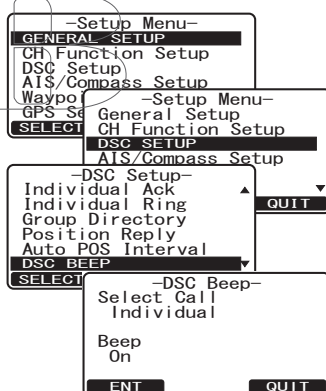 -Setup Menu-
GENERAL SETUP
CH Function Setup
DSC Setup
AIS/Compass Setup
Waypoi
GPS Se
SELECT
-Setup Menu-
General Setup
CH Function Setup
DSC SETUP
AIS/Compass Setup
QUIT
-DSC Setup-
Individual Ack
Individual Ring
Group Directory
Position Reply
Auto POS Interval
DSC BEEP
SELECT
-DSC Beep-
Select Call
Individual
Beep
On
ENT QUIT